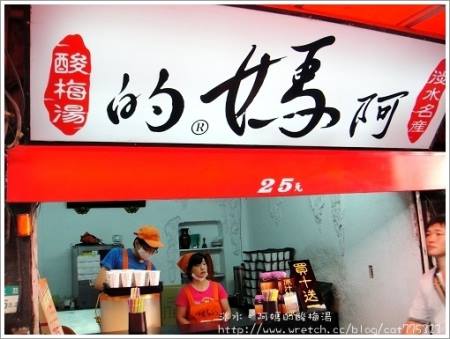 阿媽的®
酸梅湯
淡水名產
25元
買十送
淡水。阿媽的酸梅湯
http://www.wretch.cc/blog/cat775327